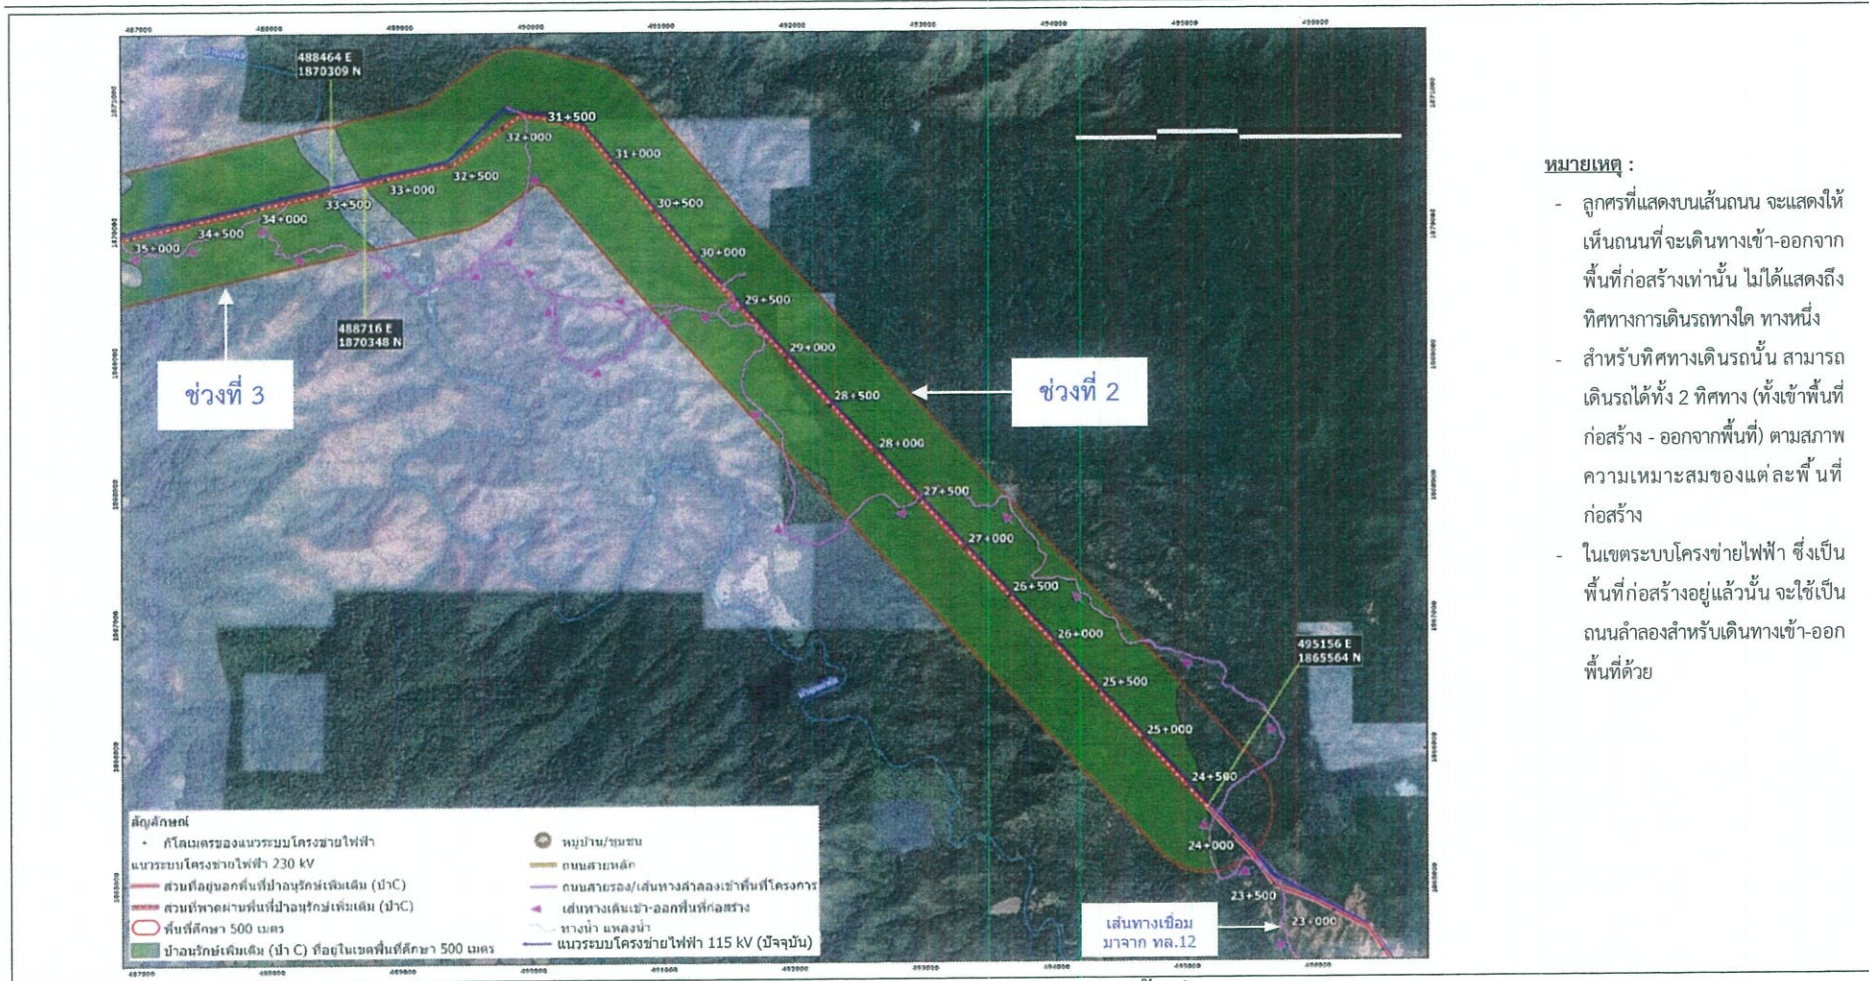 487000 488000 489000 490000 491000 492000 493000 494000 495000 496000
488464 E
1870309 N
31+500
32+000
31+000
32+500
33+000
30+500
33+500
34+000
34+500
35+000
30+000
29+500
488716 E
1870348 N
29+000
ช่วงที่ 3
ช่วงที่ 2
28+500
28+000
27+500
27+000
26+500
26+000
495156 E
1865564 N
25+500
25+000
24+500
24+000
23+500
23+000
เส้นทางเชื่อม
มาจาก ทล.12
สัญลักษณ์
กิโลเมตรของแนวระบบโครงข่ายไฟฟ้า
แนวระบบโครงข่ายไฟฟ้า 230 kV
ส่วนที่อยู่นอกพื้นที่ป่าอนุรักษ์เพิ่มเติม (ป่าC)
ส่วนที่พาดผ่านพื้นที่ป่าอนุรักษ์เพิ่มเติม (ป่าC)
พื้นที่ศึกษา 500 เมตร
ป่าอนุรักษ์เพิ่มเติม (ป่า C) ที่อยู่ในเขตพื้นที่ศึกษา 500 เมตร
หมู่บ้าน/ชุมชน
ถนนสายหลัก
ถนนสายรอง/เส้นทางลำลองเข้าพื้นที่โครงการ
เส้นทางเดินเข้า-ออกพื้นที่ก่อสร้าง
ทางน้ำ แหล่งน้ำ
แนวระบบโครงข่ายไฟฟ้า 115 kV (ปัจจุบัน)
487000 488000 489000 490000 491000 492000 493000 494000 495000 496000
หมายเหตุ :
- ลูกศรที่แสดงบนเส้นถนน จะแสดงให้
เห็นถนนที่จะเดินทางเข้า-ออกจาก
พื้นที่ก่อสร้างเท่านั้น ไม่ได้แสดงถึง
ทิศทางการเดินรถทางใด ทางหนึ่ง
- สำหรับทิศทางเดินรถนั้น สามารถ
เดินรถได้ทั้ง 2 ทิศทาง (ทั้งเข้าพื้นที่
ก่อสร้าง - ออกจากพื้นที่) ตามสภาพ
ความเหมาะสมของแต่ละพื้นที่
ก่อสร้าง
- ในเขตระบบโครงข่ายไฟฟ้า ซึ่งเป็น
พื้นที่ก่อสร้างอยู่แล้วนั้น จะใช้เป็น
ถนนลำลองสำหรับเดินทางเข้า-ออก
พื้นที่ด้วย